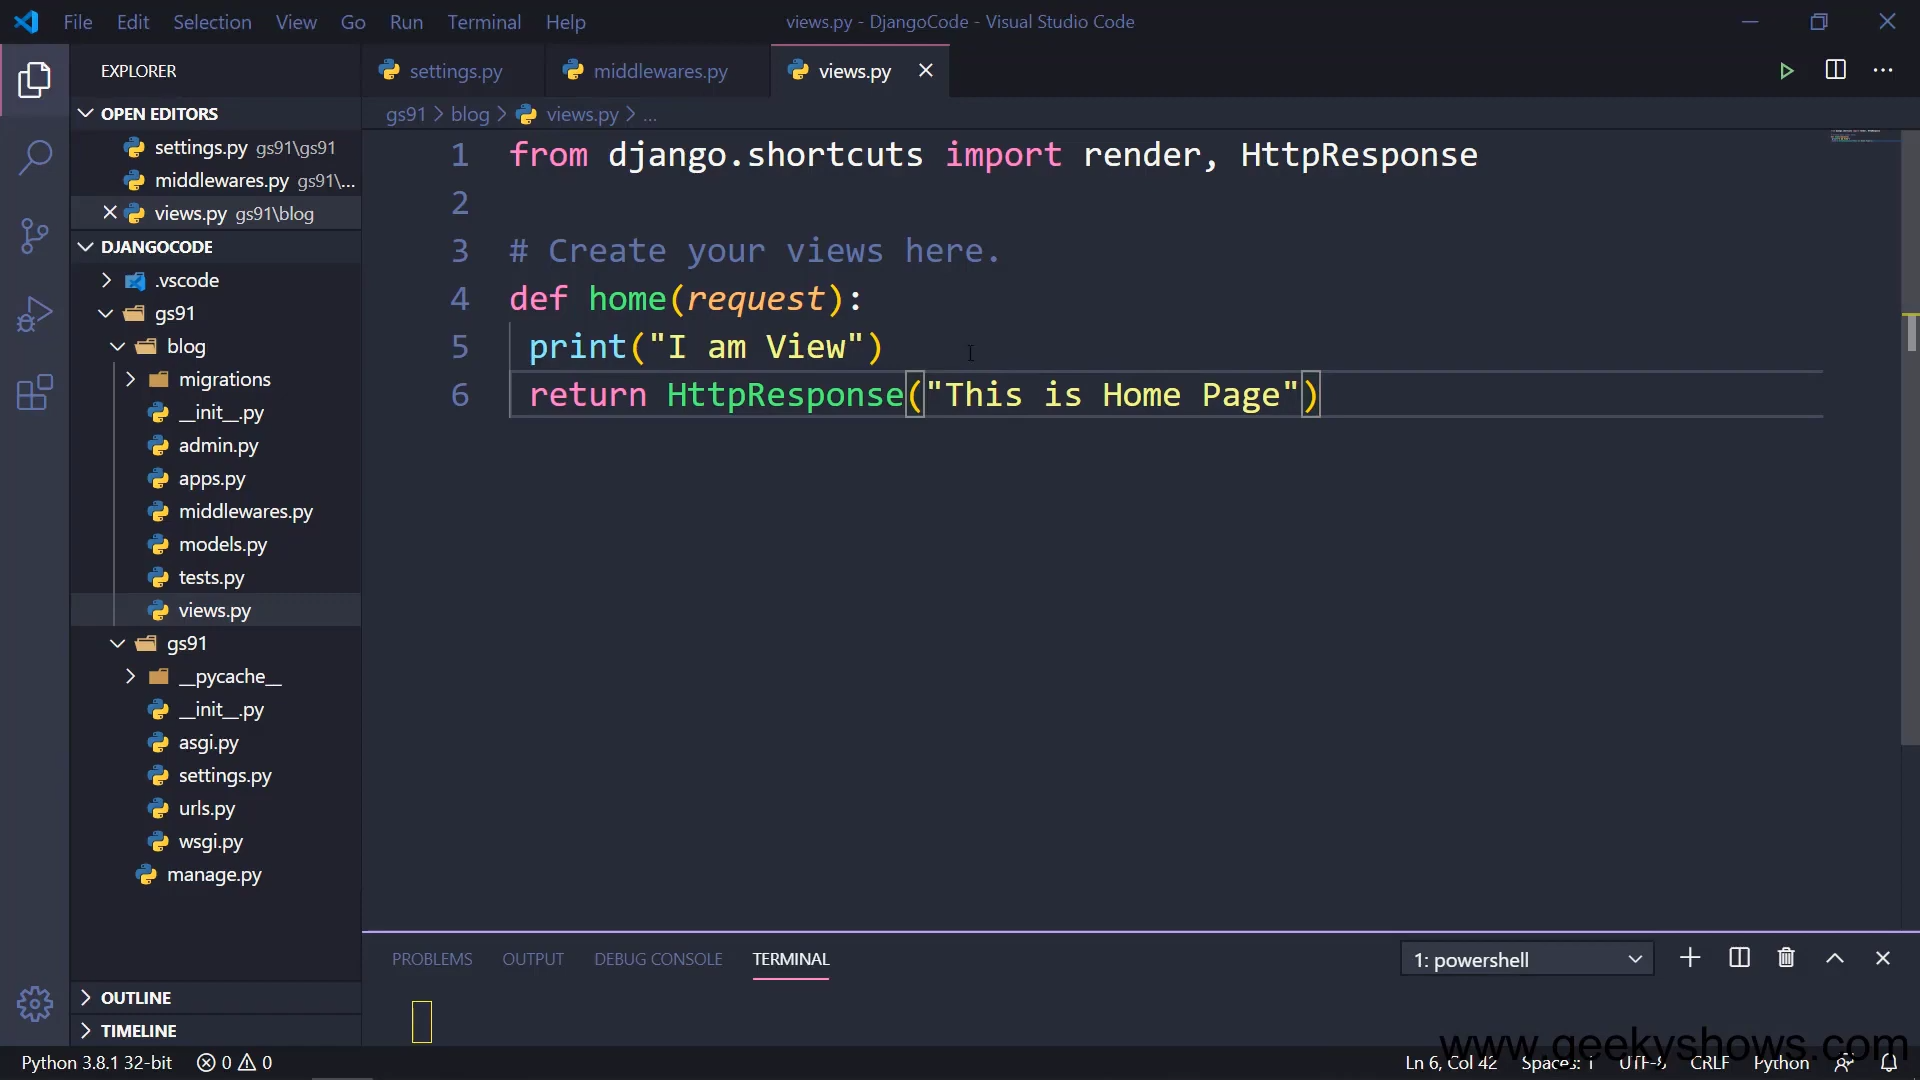 File Edit Selection View Go Run Terminal Help
views.py - DjangoCode - Visual Studio Code
EXPLORER
OPEN EDITORS
settings.py gs91\gs91
middlewares.py gs91\...
views.py gs91\blog
DJANGOCODE
.vscode
gs91
blog
migrations
__init__.py
admin.py
apps.py
middlewares.py
models.py
tests.py
views.py
gs91
__pycache__
__init__.py
asgi.py
settings.py
urls.py
wsgi.py
manage.py
OUTLINE
TIMELINE
settings.py middlewares.py views.py
gs91 > blog > views.py > ...
1 from django.shortcuts import render, HttpResponse
2
3 # Create your views here.
4 def home(request):
5 print("I am View")
6 return HttpResponse("This is Home Page")
PROBLEMS OUTPUT DEBUG CONSOLE TERMINAL
1: powershell
www.geekyshows.com
Python 3.8.1 32-bit 0 0
Ln 6, Col 42 Spaces: 1 UTF-8 CRLF Python